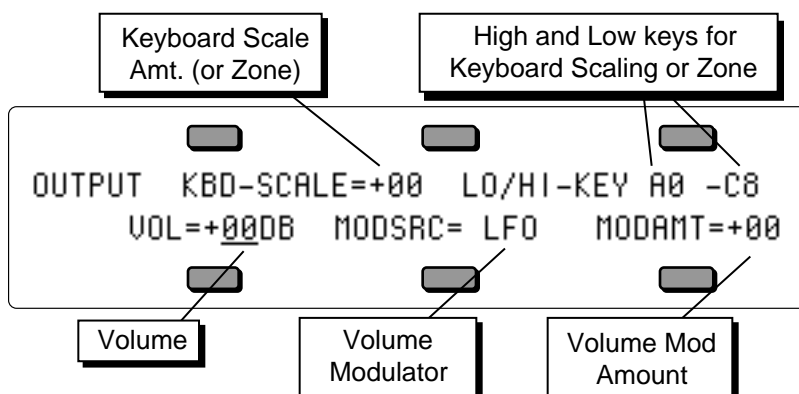 Keyboard Scale
Amt. (or Zone)
High and Low keys for
Keyboard Scaling or Zone
OUTPUT KBD-SCALE=+00 LO/HI-KEY A0 -C8
VOL=+00DB MODSRC= LFO MODAMT=+00
Volume
Volume
Modulator
Volume Mod
Amount